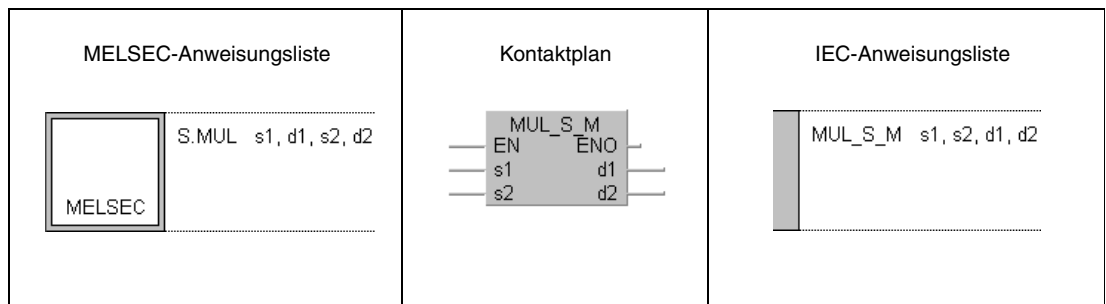 MELSEC-Anweisungsliste
S.MUL s1, d1, s2, d2
MELSEC
Kontaktplan
MUL_S_M
EN ENO
s1 d1
s2 d2
IEC-Anweisungsliste
MUL_S_M s1, s2, d1, d2